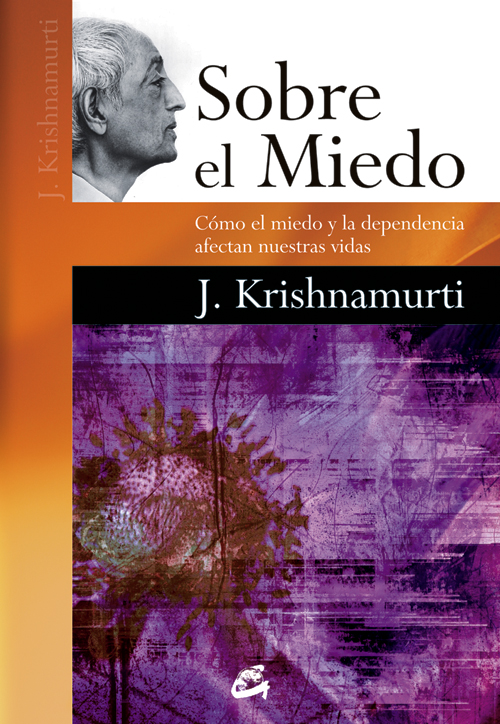 J. Krishnamurti
Sobre
el Miedo
Cómo el miedo y la dependencia
afectan nuestras vidas
J. Krishnamurti